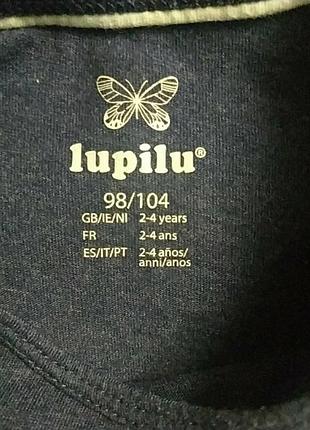 lupilu®
98/104
GB/IE/NI 2-4 years
FR 2-4 ans
ES/IT/PT 2-4 años/
anni/anos